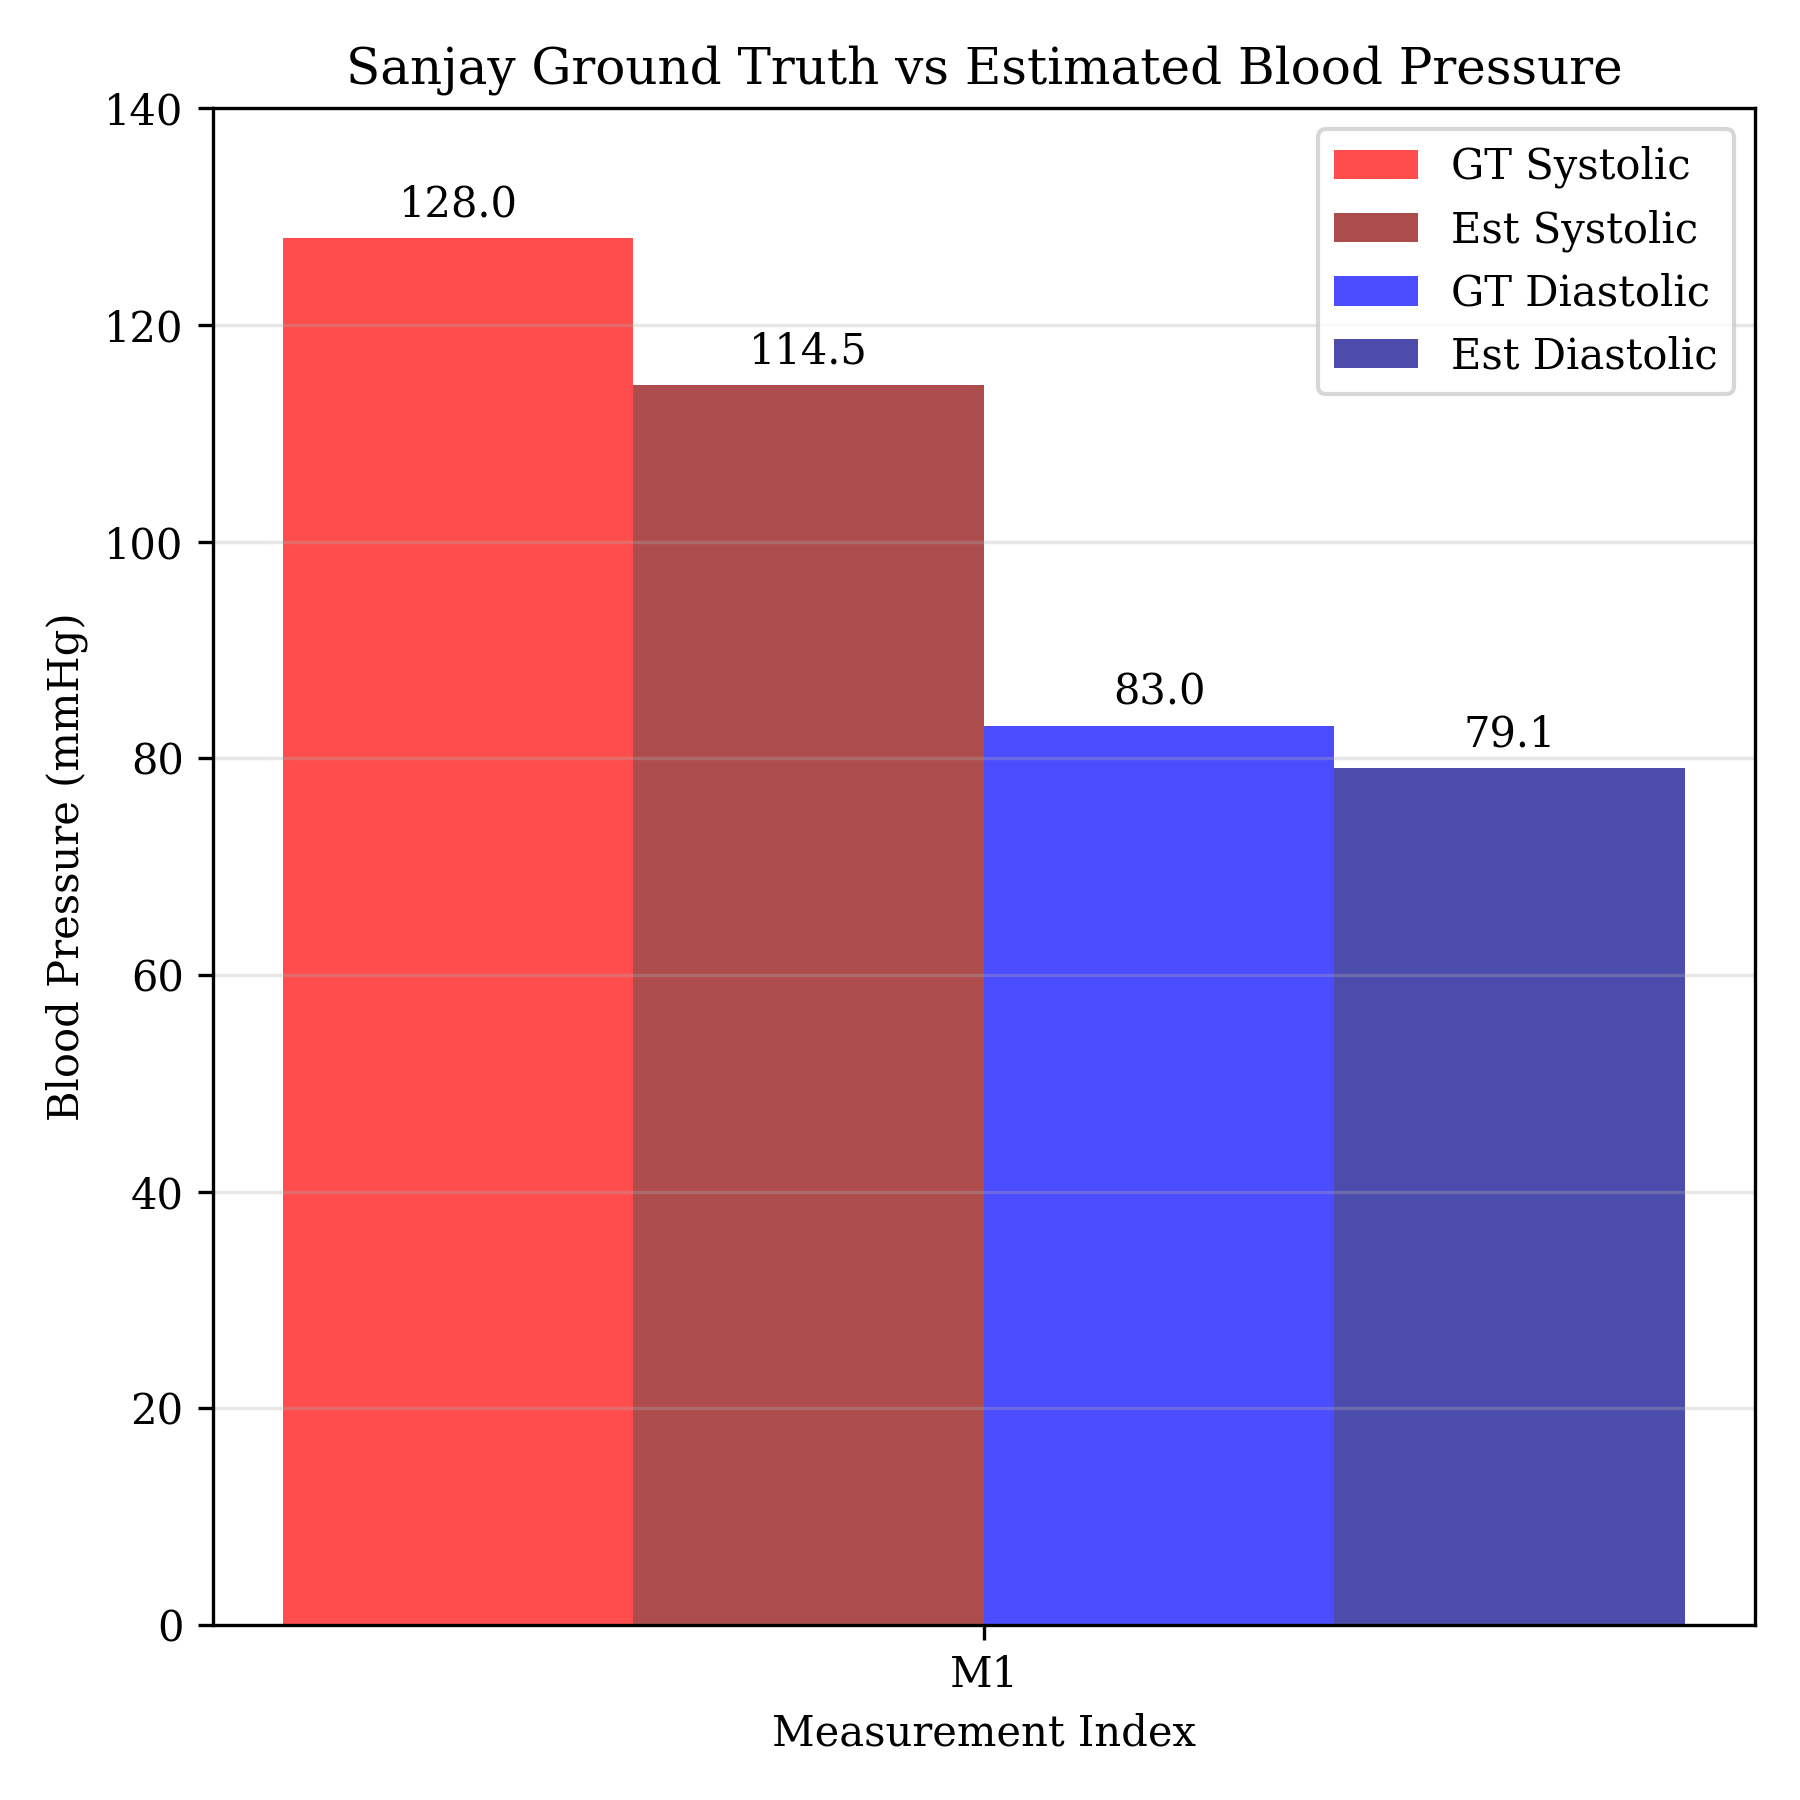 Sanjay Ground Truth vs Estimated Blood Pressure
140
120
100
80
60
40
20
0
Blood Pressure (mmHg)
128.0
114.5
83.0
79.1
GT Systolic
Est Systolic
GT Diastolic
Est Diastolic
M1
Measurement Index